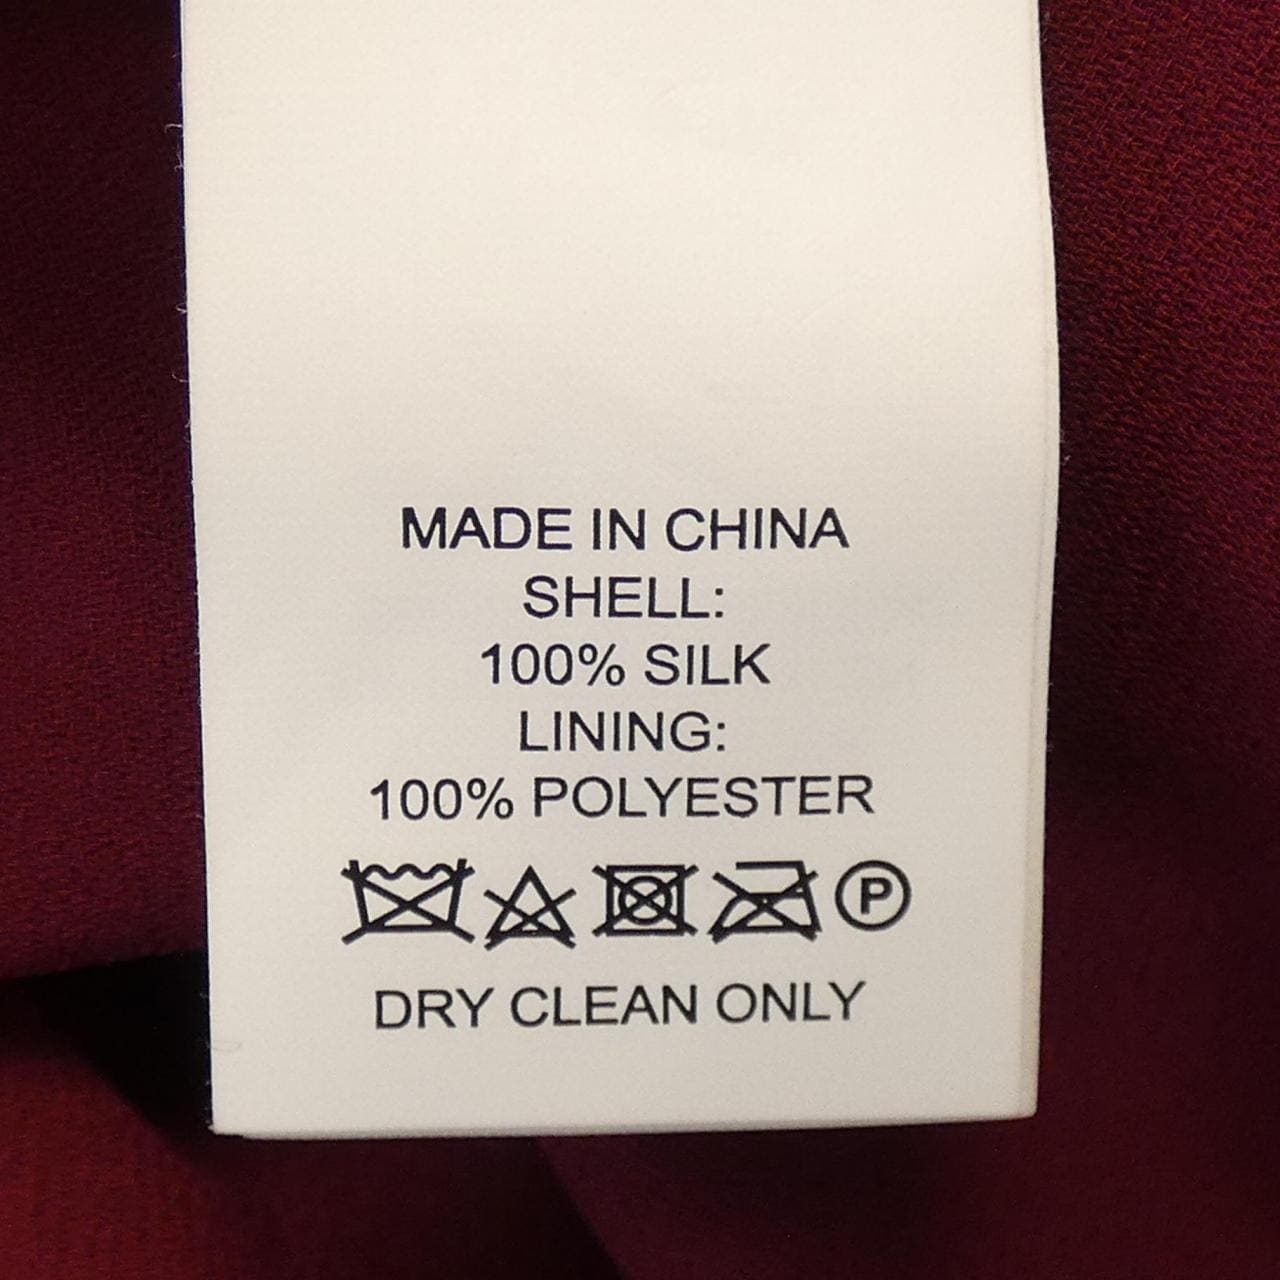 MADE IN CHINA
SHELL:
100% SILK
LINING:
100% POLYESTER
P
DRY CLEAN ONLY